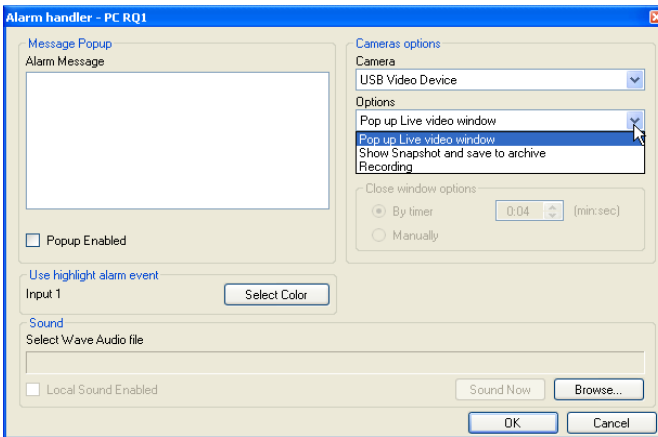 Alarm handler - PC RQ1
Message Popup
Alarm Message
Popup Enabled
Cameras options
Camera
USB Video Device
Options
Pop up Live video window
Pop up Live video window
Show Snapshot and save to archive
Recording
Close window options
By timer
0:04
(min:sec)
Manually
Use highlight alarm event
Input 1
Select Color
Sound
Select Wave Audio file
Local Sound Enabled
Sound Now
Browse...
OK
Cancel